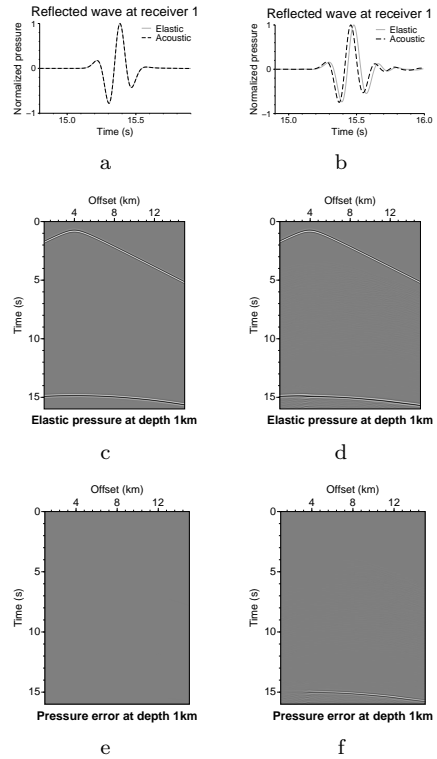 Reflected wave at receiver 1
Elastic
Acoustic
Normalized pressure
1
0
−1
15.0 15.5
Time (s)
a
Reflected wave at receiver 1
Elastic
Acoustic
Normalized pressure
1
0
−1
15.0 15.5 16.0
Time (s)
b
Offset (km)
4 8 12
Time (s)
0
5
10
15
Elastic pressure at depth 1km
c
Offset (km)
4 8 12
Time (s)
0
5
10
15
Elastic pressure at depth 1km
d
Offset (km)
4 8 12
Time (s)
0
5
10
15
Pressure error at depth 1km
e
Offset (km)
4 8 12
Time (s)
0
5
10
15
Pressure error at depth 1km
f